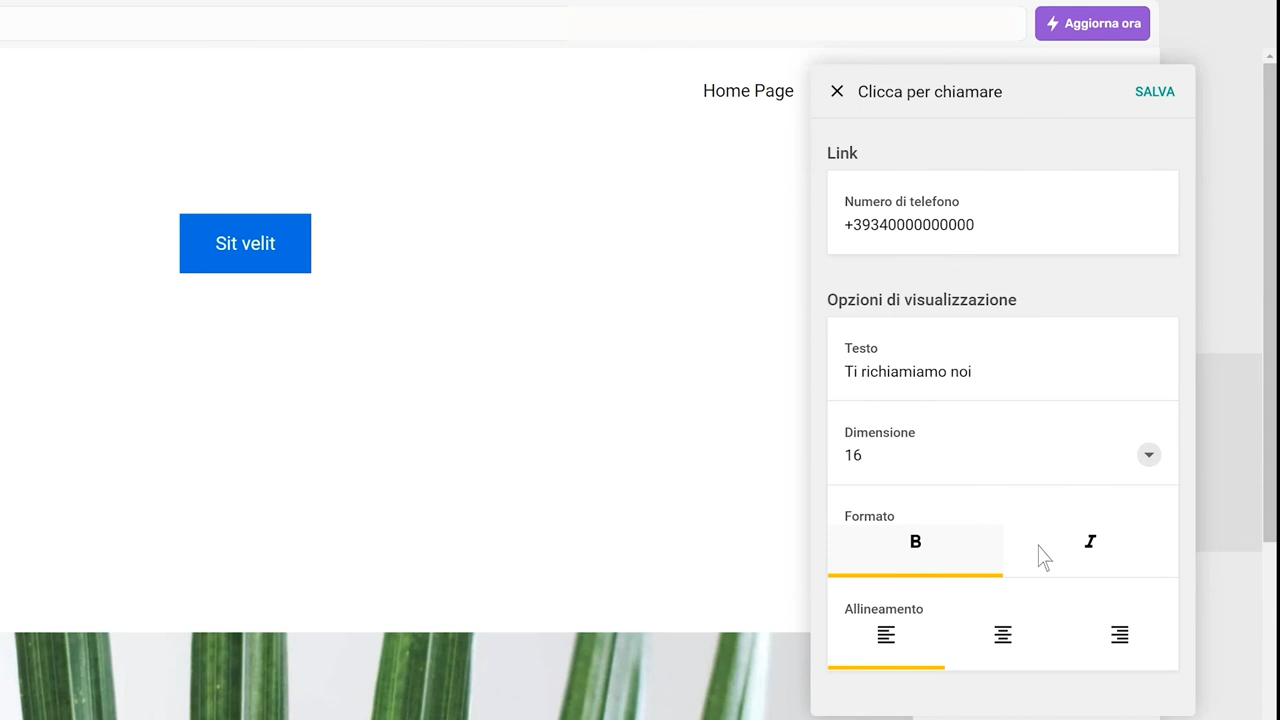 Aggiorna ora
Home Page
Sit velit
Clicca per chiamare
SALVA
Link
Numero di telefono
+39340000000000
Opzioni di visualizzazione
Testo
Ti richiamiamo noi
Dimensione
16
Formato
B
I
Allineamento